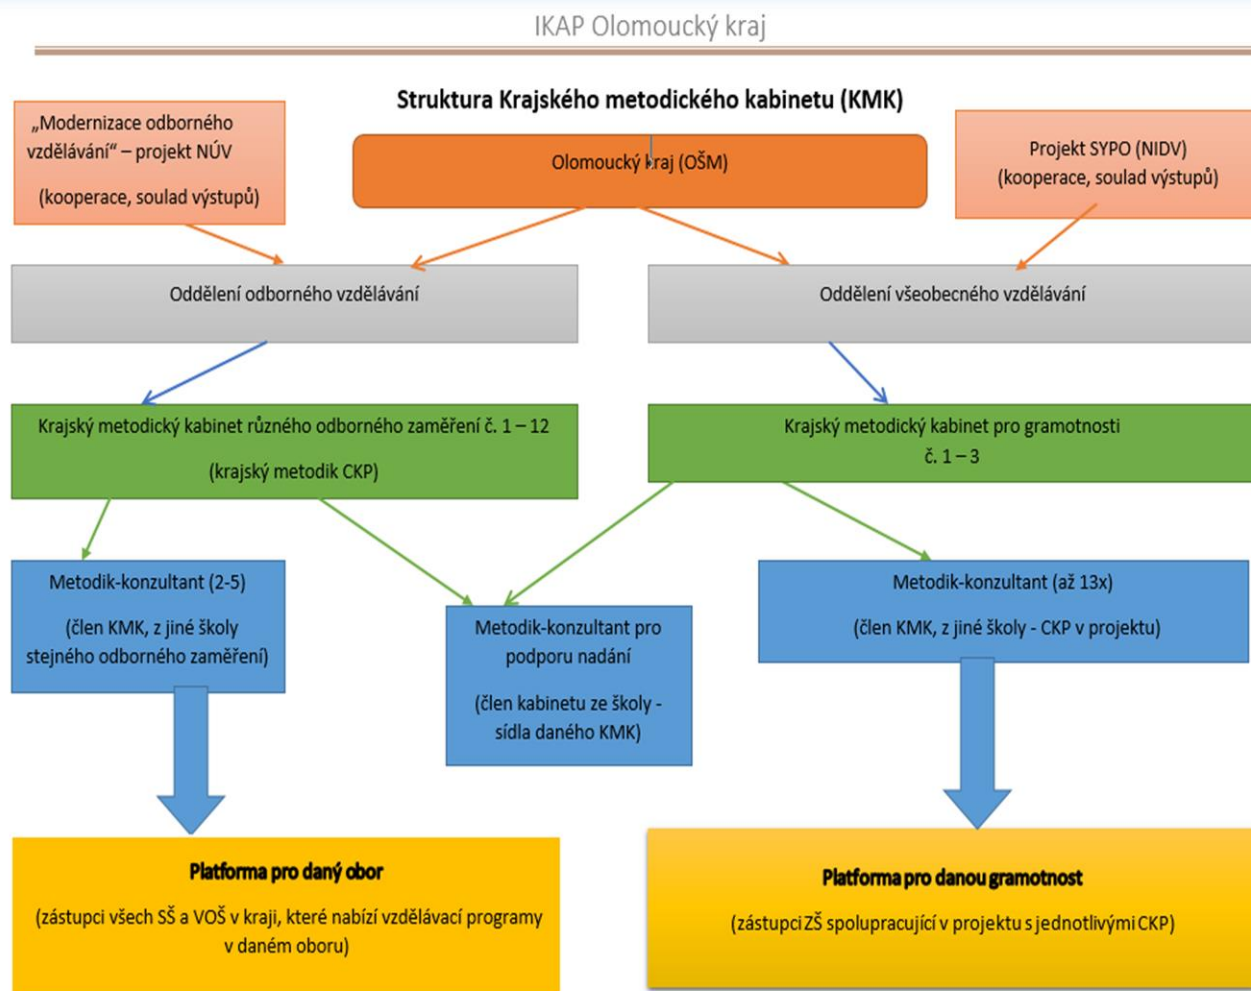 IKAP Olomoucký kraj
Struktura Krajského metodického kabinetu (KMK)
„Modernizace odborného
vzdělávání“ – projekt NÚV
(kooperace, soulad výstupů)
Olomoucký kraj (OŠM)
Projekt SYPO (NIDV)
(kooperace, soulad výstupů)
Oddělení odborného vzdělávání
Oddělení všeobecného vzdělávání
Krajský metodický kabinet různého odborného zaměření č. 1 – 12
(krajský metodik CKP)
Krajský metodický kabinet pro gramotnosti
č. 1 – 3
Metodik-konzultant (2-5)
(člen KMK, z jiné školy
stejného odborného zaměření)
Metodik-konzultant pro
podporu nadání
(člen kabinetu ze školy -
sídla daného KMK)
Metodik-konzultant (až 13x)
(člen KMK, z jiné školy - CKP v projektu)
Platforma pro daný obor
(zástupci všech SŠ a VOŠ v kraji, které nabízí vzdělávací programy
v daném oboru)
Platforma pro danou gramotnost
(zástupci ZŠ spolupracující v projektu s jednotlivými CKP)